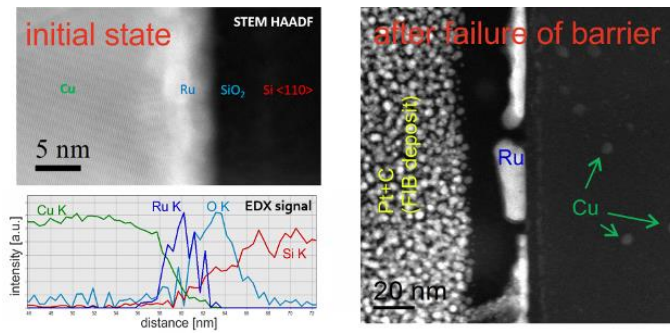 initial state
STEM HAADF
Cu
Ru
SiO₂
Si <110>
5 nm
Cu K
Ru K
O K
EDX signal
Si K
intensity [a.u.]
distance [nm]
after failure of barrier
Pt+C
(FIB deposit)
Ru
Cu
20 nm